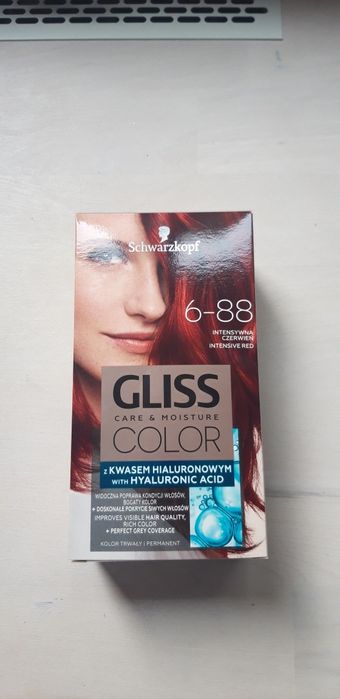 Schwarzkopf
6-88
INTENSYWNA
CZERWIEŃ
INTENSIVE RED
GLISS
CARE & MOISTURE
COLOR
Z KWASEM HIALURONOWYM
WITH HYALURONIC ACID
WIDOCZNA POPRAWA KONDYCJI WŁOSÓW,
BOGATY KOLOR
+ DOSKONAŁE POKRYCIE SIWYCH WŁOSÓW
IMPROVES VISIBLE HAIR QUALITY,
RICH COLOR
+ PERFECT GREY COVERAGE
KOLOR TRWAŁY | PERMANENT